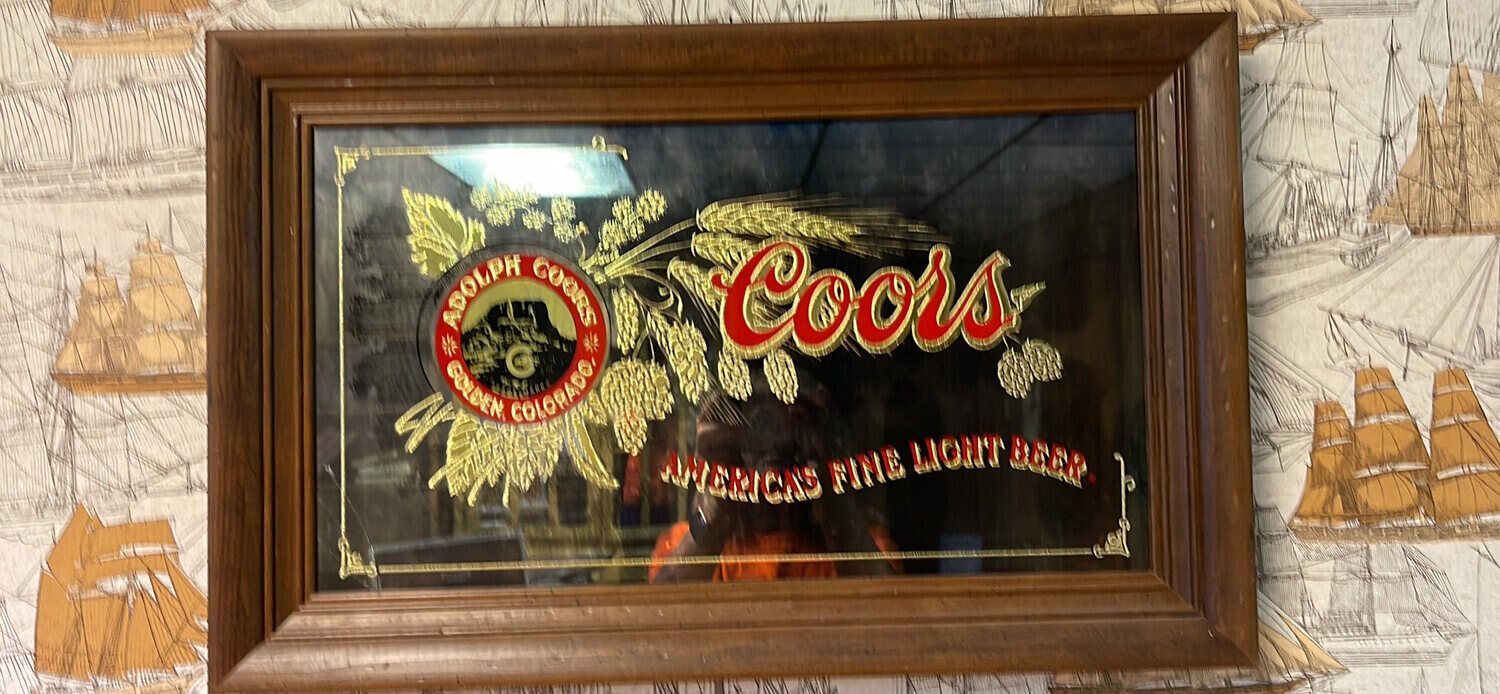 ADOLPH COORS
GOLDEN, COLORADO.
Coors
AMERICA'S FINE LIGHT BEER.